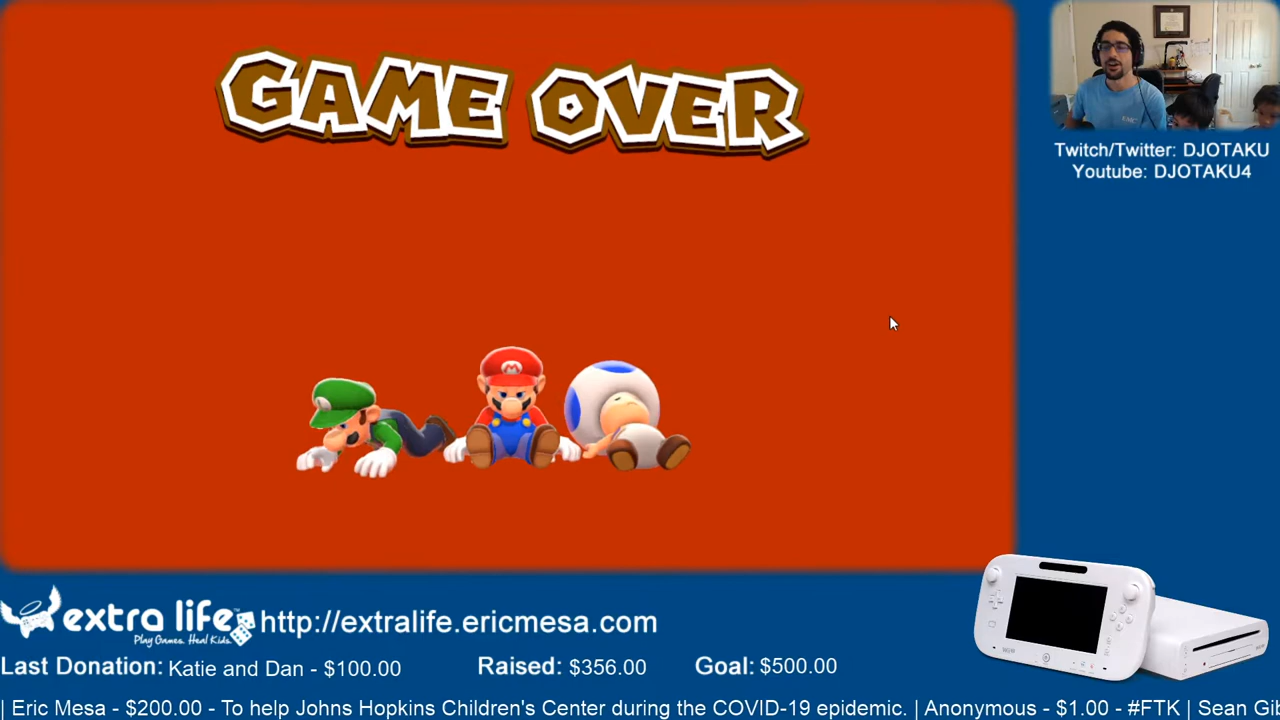 GAME OVER
Twitch/Twitter: DJOTAKU
Youtube: DJOTAKU4
extra life
Play Games. Heal Kids.
http://extralife.ericmesa.com
Last Donation: Katie and Dan - $100.00 Raised: $356.00 Goal: $500.00
| Eric Mesa - $200.00 - To help Johns Hopkins Children's Center during the COVID-19 epidemic. | Anonymous - $1.00 - #FTK | Sean